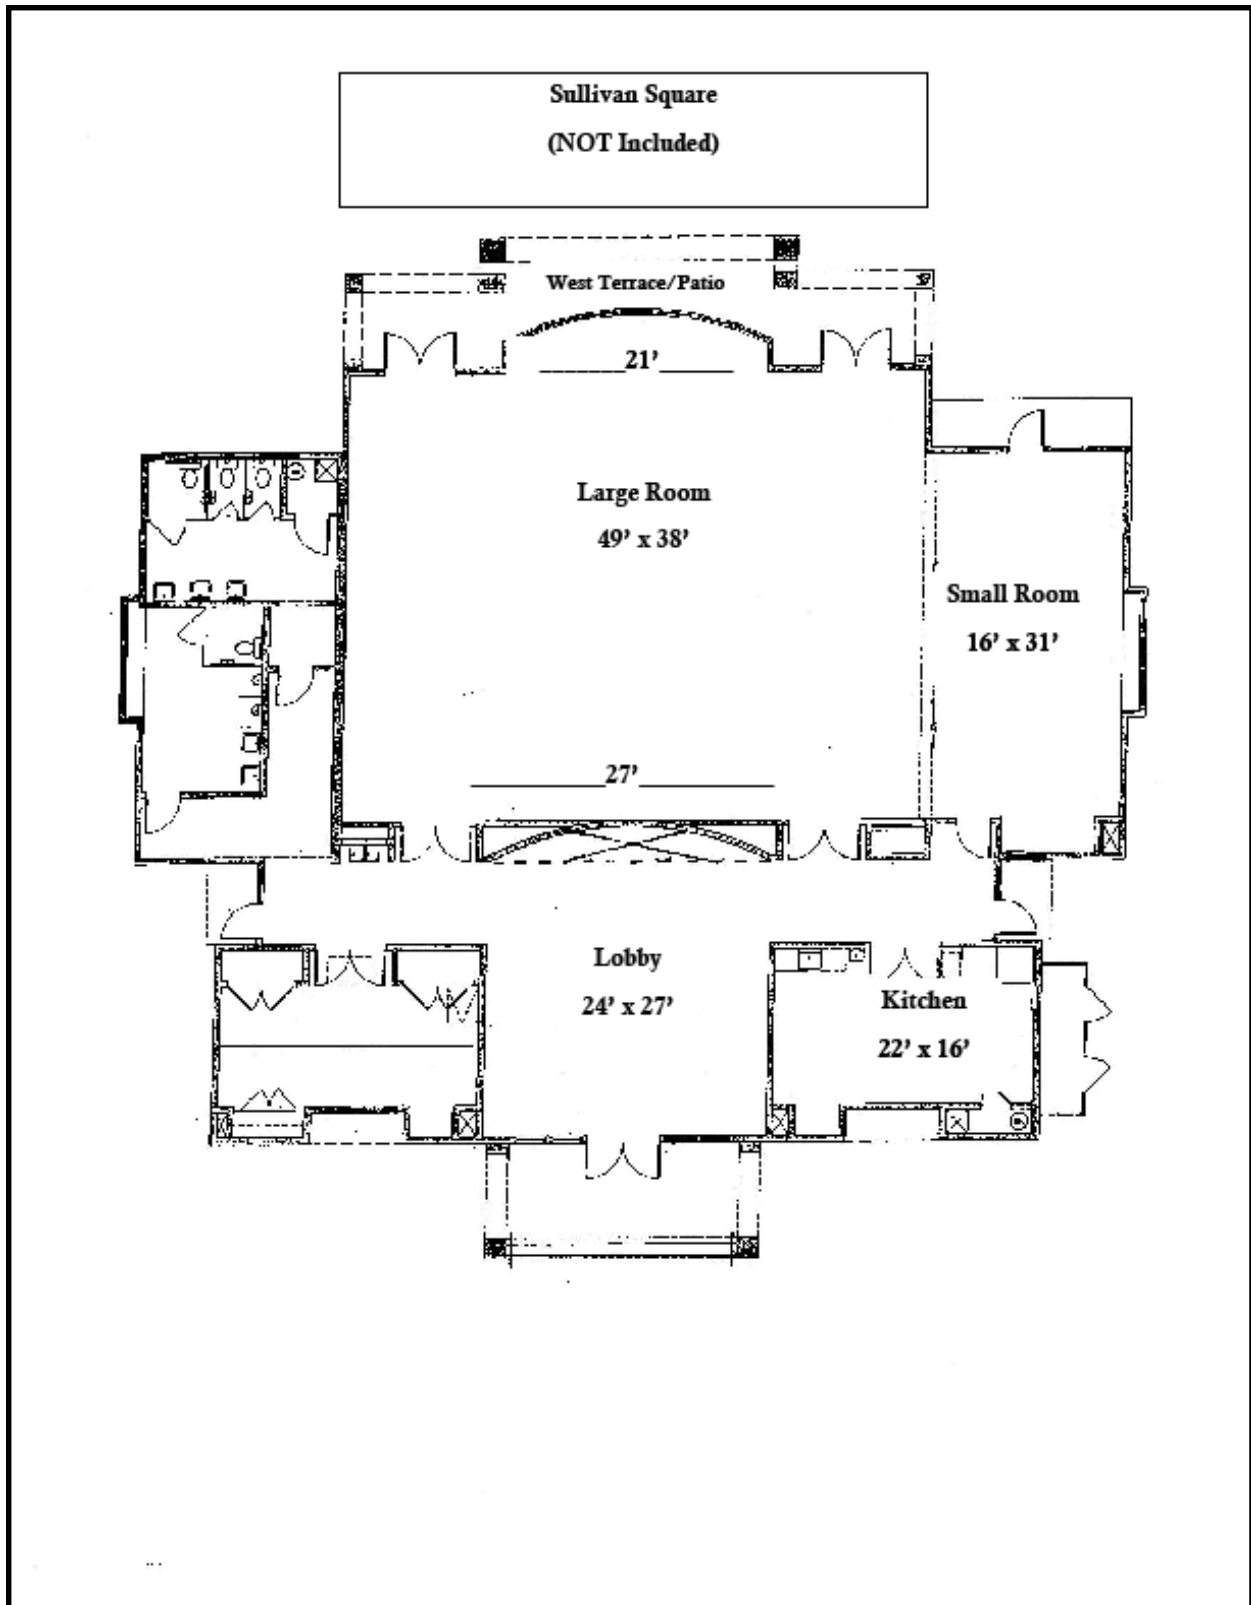 Sullivan Square
(NOT Included)
West Terrace/Patio
21’
Large Room
49’ x 38’
Small Room
16’ x 31’
27’
Lobby
24’ x 27’
Kitchen
22’ x 16’